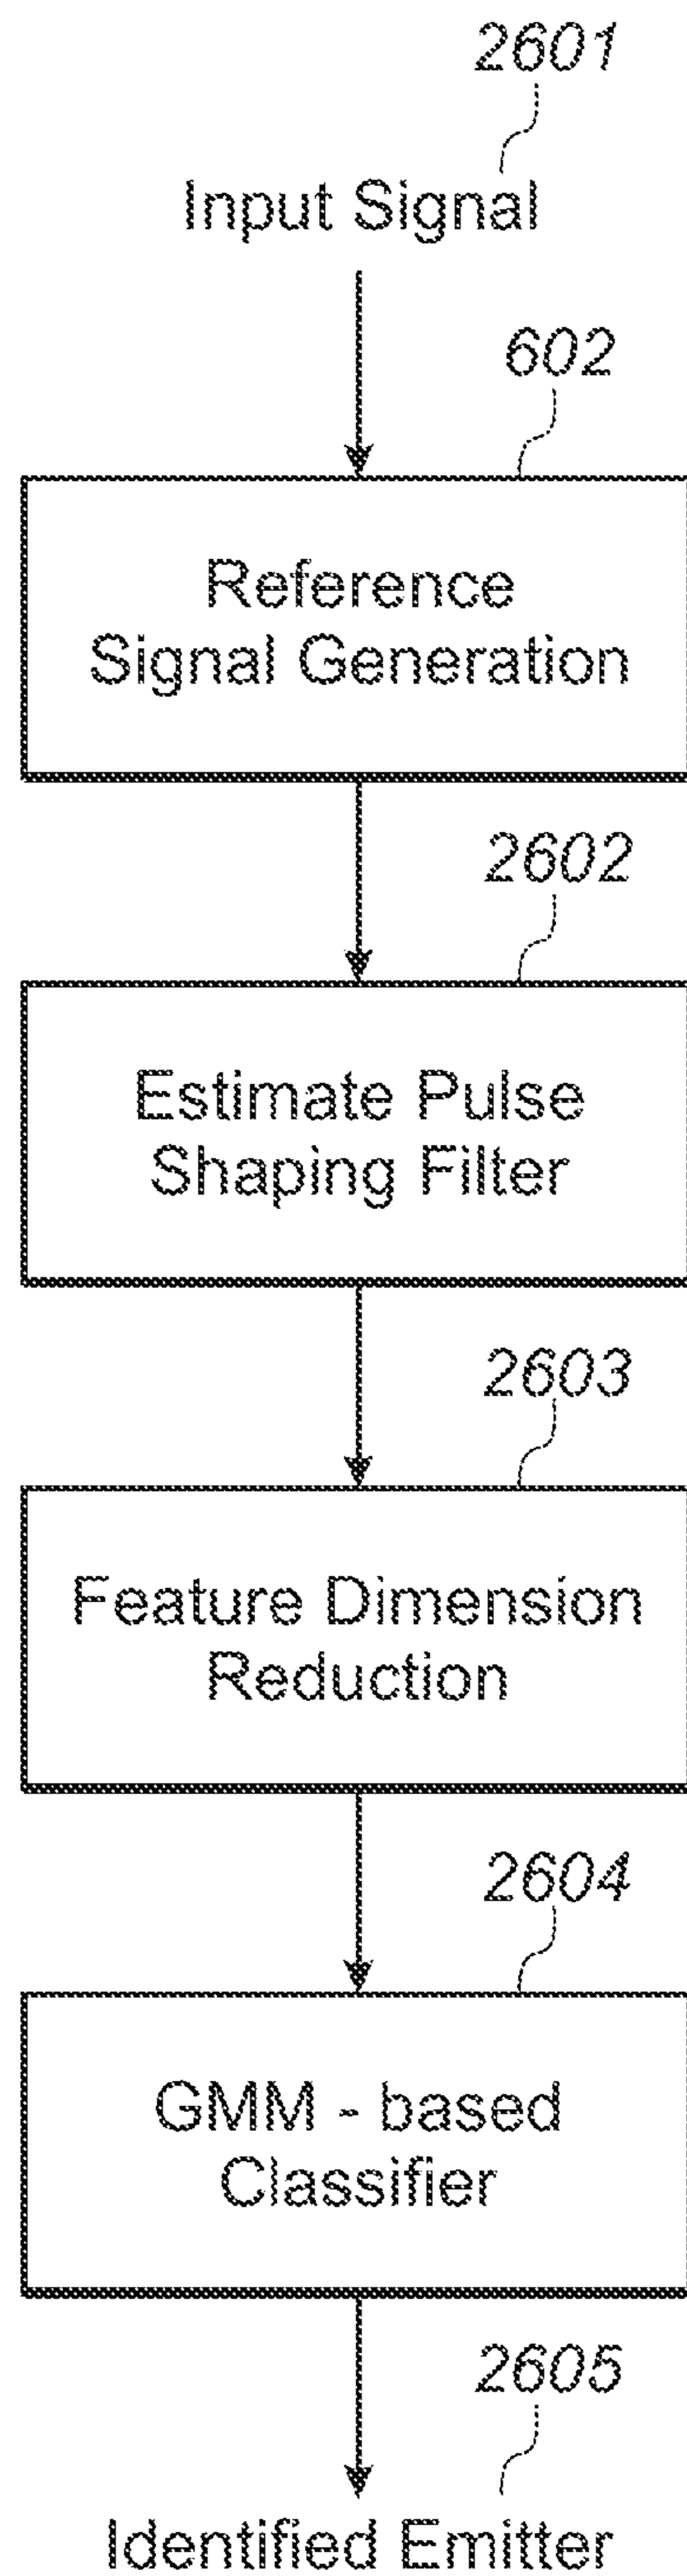 2601
Input Signal
602
Reference
Signal Generation
2602
Estimate Pulse
Shaping Filter
2603
Feature Dimension
Reduction
2604
GMM - based
Classifier
2605
Identified Emitter